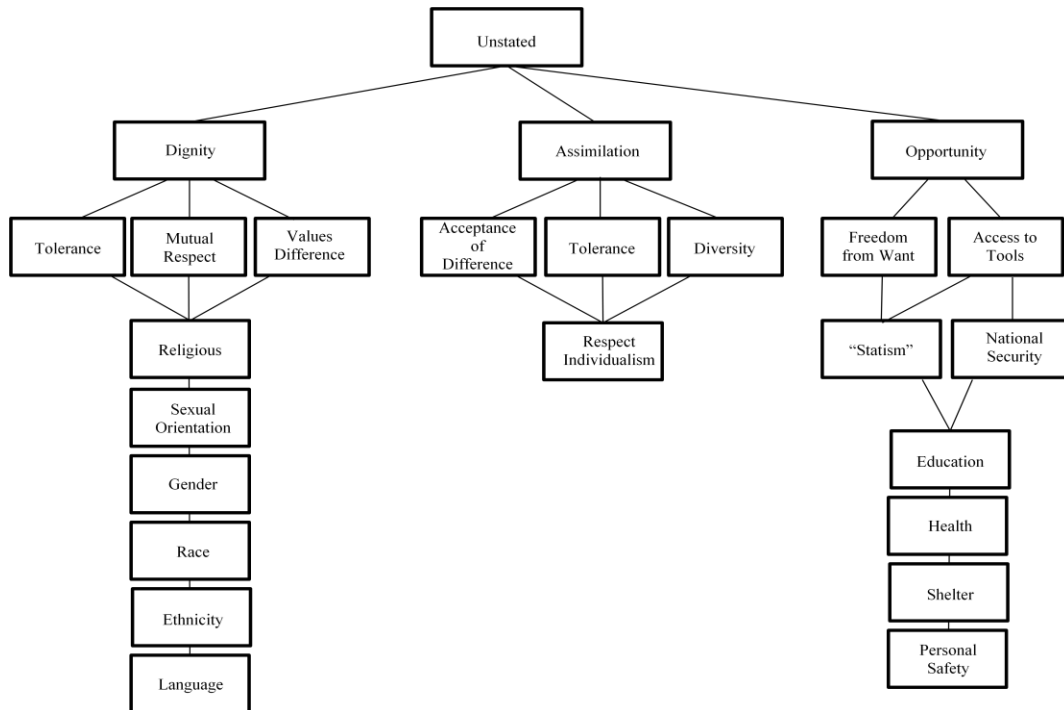 Unstated
Dignity
Assimilation
Opportunity
Tolerance
Mutual
Respect
Values
Difference
Acceptance
of
Difference
Tolerance
Diversity
Freedom
from Want
Access to
Tools
Religious
Respect
Individualism
“Statism”
National
Security
Sexual
Orientation
Education
Gender
Health
Race
Shelter
Ethnicity
Personal
Safety
Language